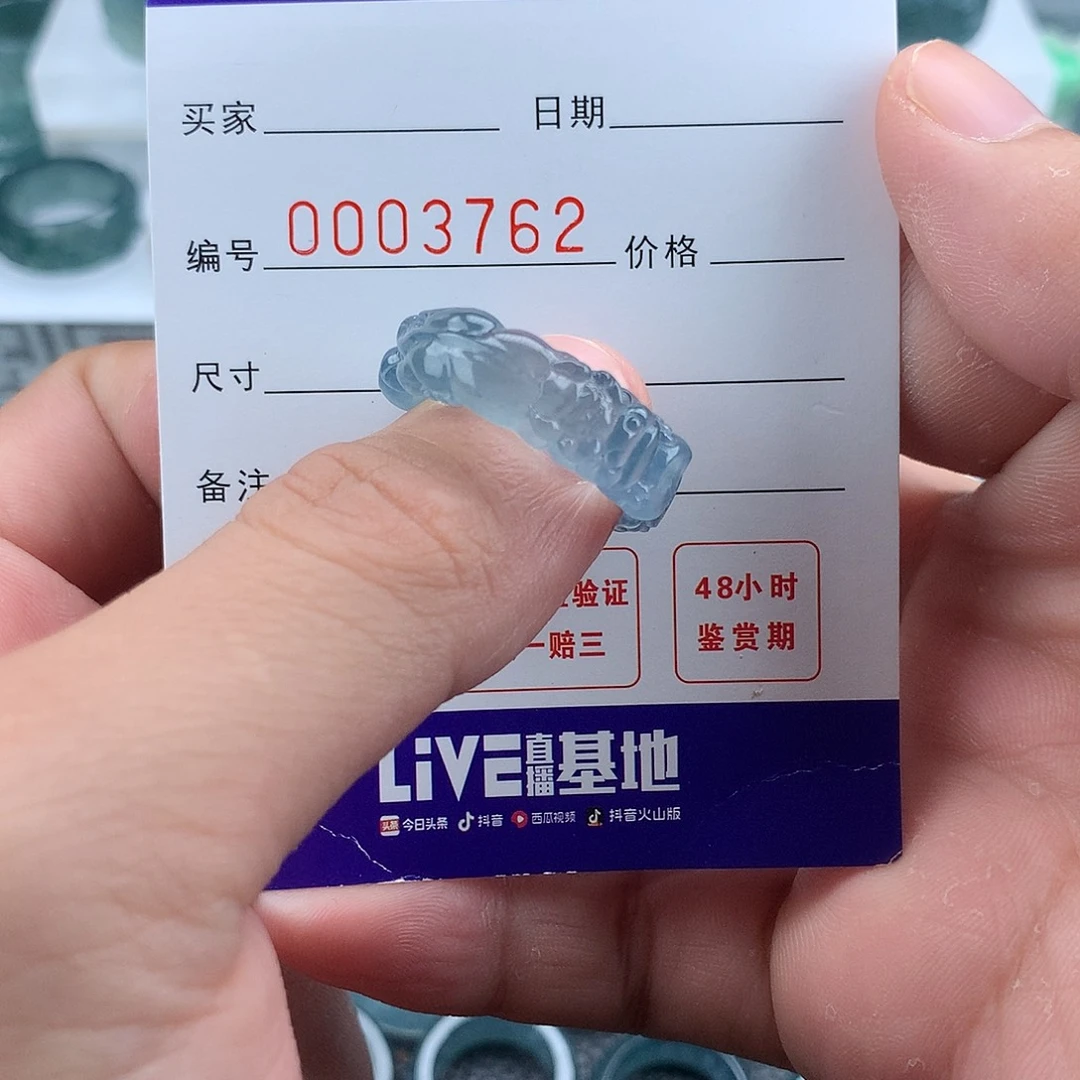 买家 日期
编号 0003762 价格
尺寸
备注
验证
一赔三
48小时
鉴赏期
LiVE直播基地
头条 今日头条 抖音 西瓜视频 抖音火山版